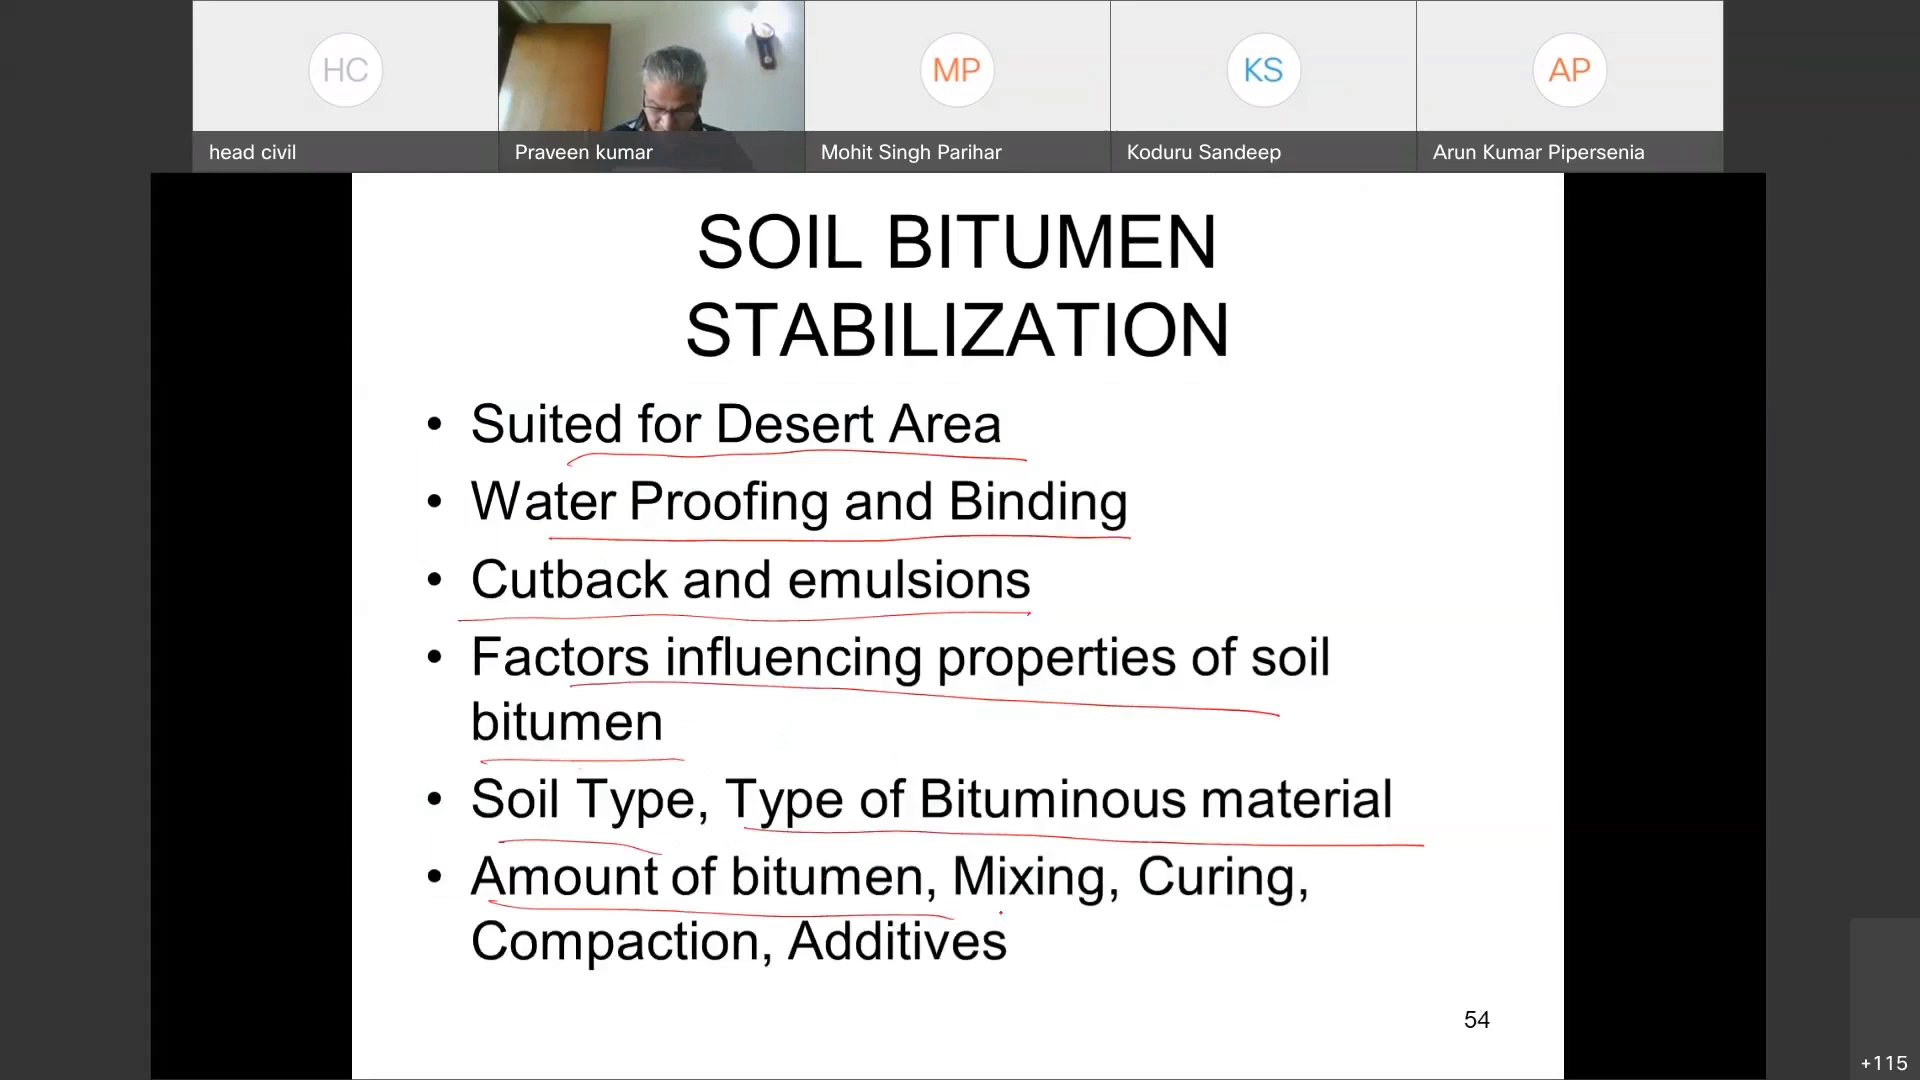 HC
MP
KS
AP
head civil
Praveen kumar
Mohit Singh Parihar
Koduru Sandeep
Arun Kumar Pipersenia
SOIL BITUMEN
STABILIZATION
• Suited for Desert Area
• Water Proofing and Binding
• Cutback and emulsions
• Factors influencing properties of soil
bitumen
• Soil Type, Type of Bituminous material
• Amount of bitumen, Mixing, Curing,
Compaction, Additives
54
+115